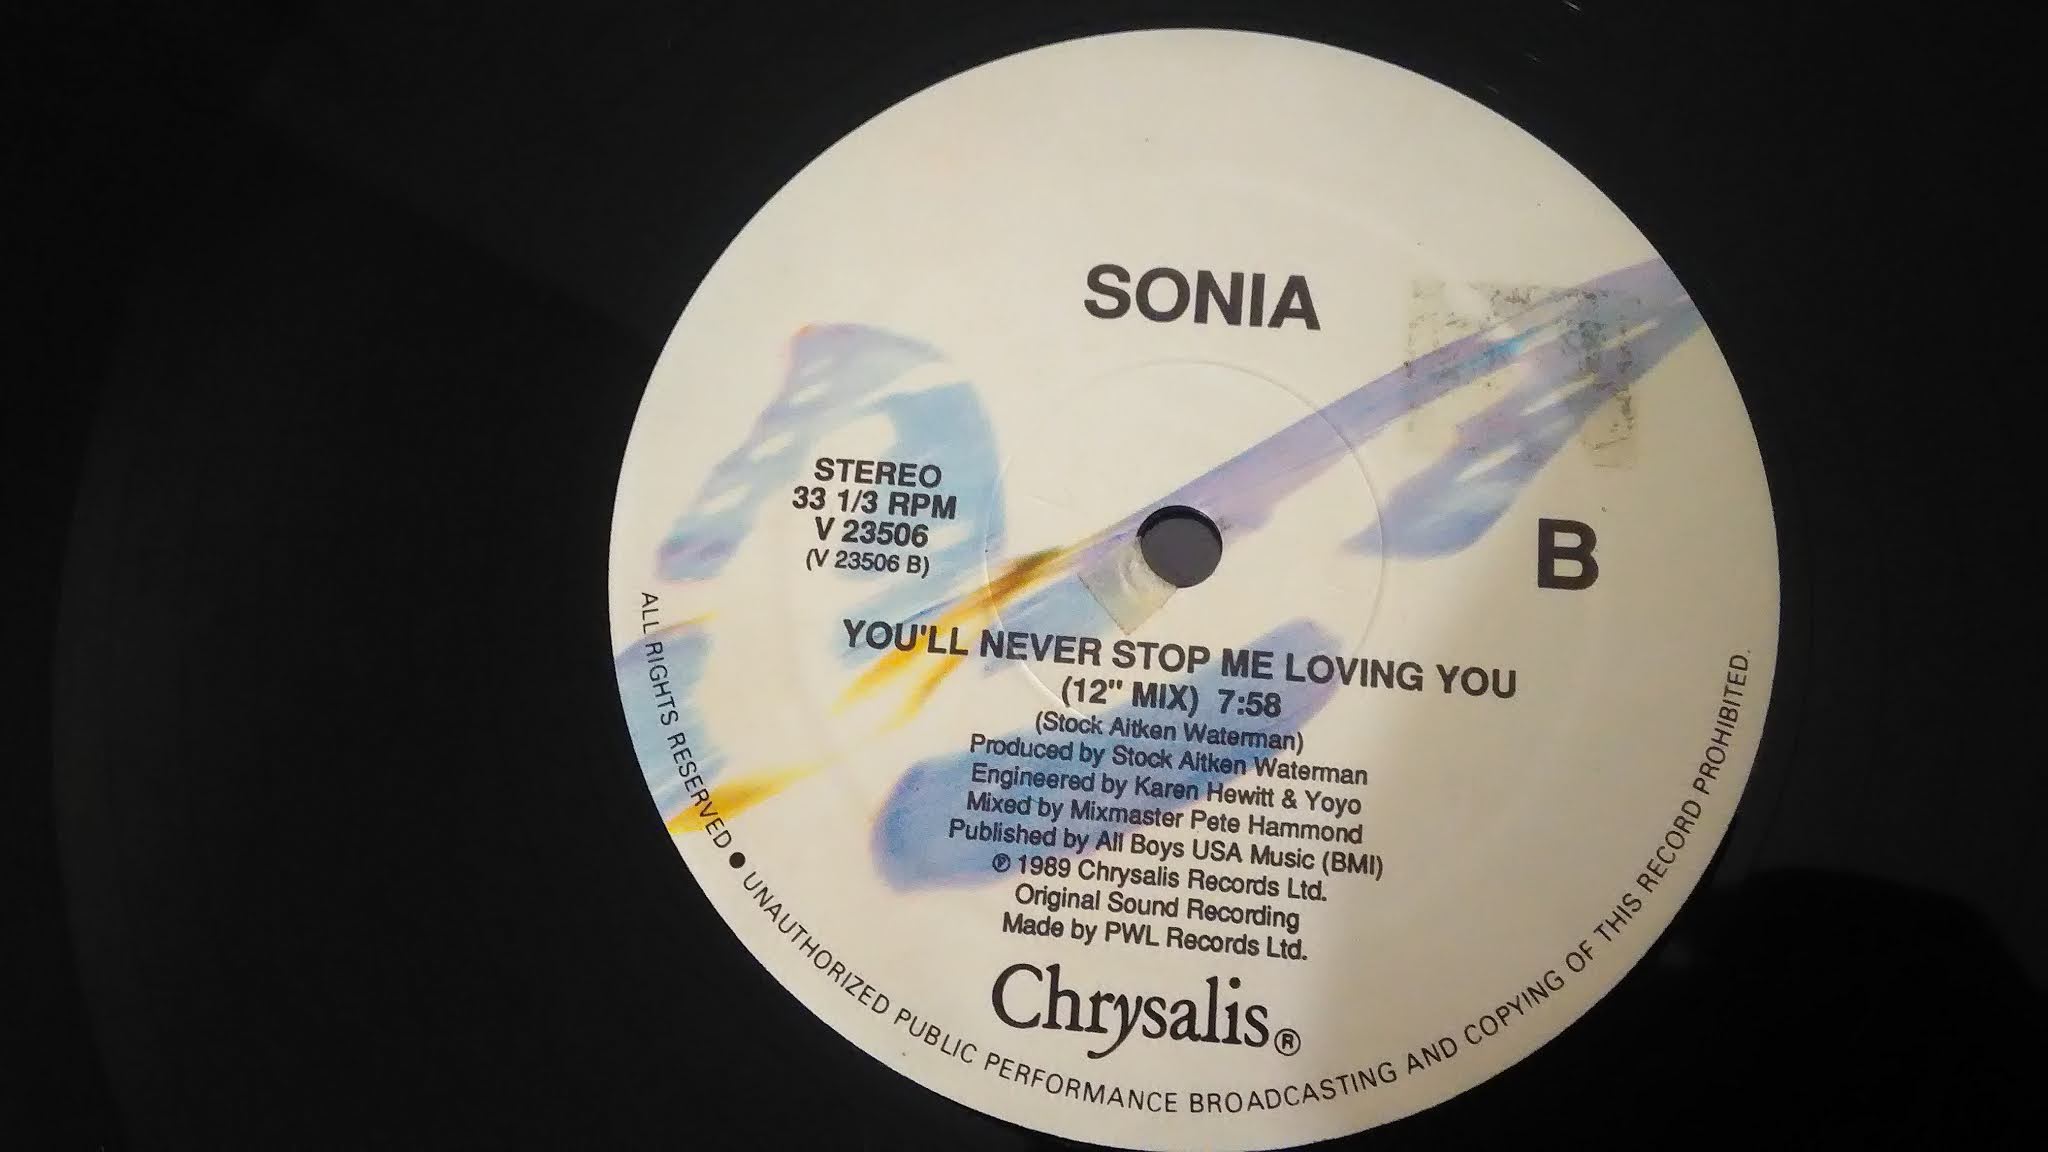 SONIA
STEREO
33 1/3 RPM
V 23506
(V 23506 B)
B
YOU'LL NEVER STOP ME LOVING YOU
(12" MIX) 7:58
(Stock Aitken Waterman)
Produced by Stock Aitken Waterman
Engineered by Karen Hewitt & Yoyo
Mixed by Mixmaster Pete Hammond
Published by All Boys USA Music (BMI)
℗ 1989 Chrysalis Records Ltd.
Original Sound Recording
Made by PWL Records Ltd.
Chrysalis®
ALL RIGHTS RESERVED ● UNAUTHORIZED PUBLIC PERFORMANCE BROADCASTING AND COPYING OF THIS RECORD PROHIBITED.